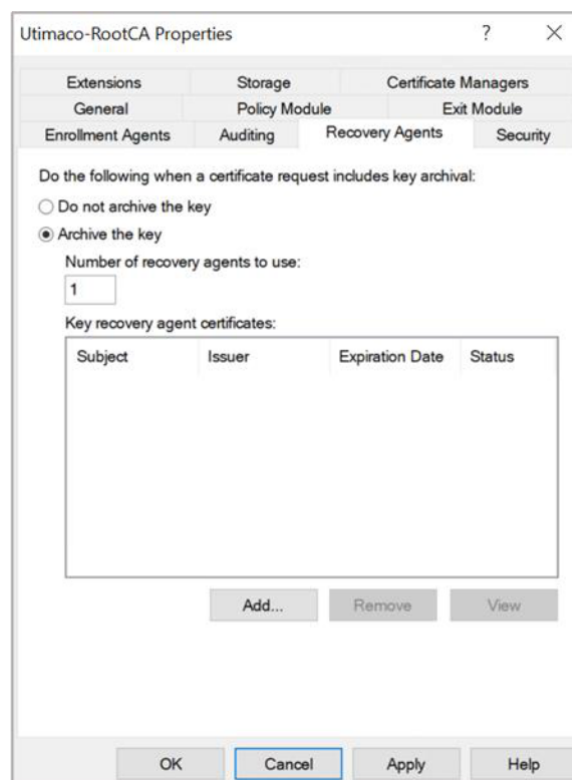 Utimaco-RootCA Properties ? ×
Extensions Storage Certificate Managers
General Policy Module Exit Module
Enrollment Agents Auditing Recovery Agents Security
Do the following when a certificate request includes key archival:
Do not archive the key
Archive the key
Number of recovery agents to use:
1
Key recovery agent certificates:
Subject Issuer Expiration Date Status
Add... Remove View
OK Cancel Apply Help